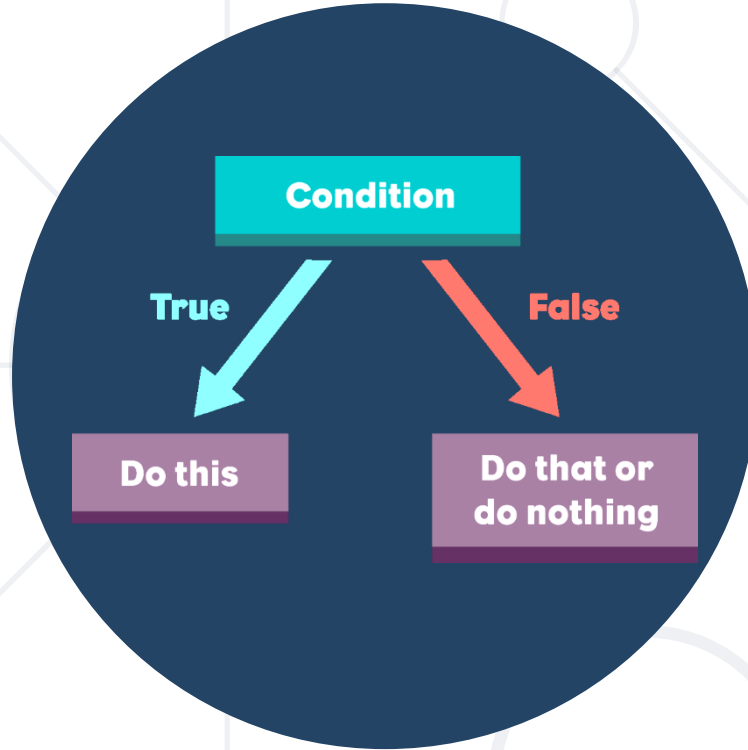 Condition
True
False
Do this
Do that or
do nothing